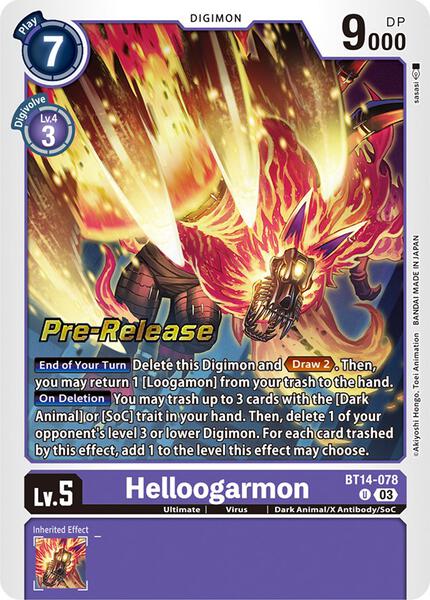 Play
7
DIGIMON
9000
DP
Digivolve
Lv.4
3
sasasi
©Akiyoshi Hongo, Toei Animation BANDAI MADE IN JAPAN
Pre-Release
End of Your Turn Delete this Digimon and Draw 2. Then,
you may return 1 [Loogamon] from your trash to the hand.
On Deletion You may trash up to 3 cards with the [Dark
Animal]or [SoC] trait in your hand. Then, delete 1 of your
opponent's level 3 or lower Digimon. For each card trashed
by this effect, add 1 to the level this effect may choose.
Lv.5
Helloogarmon
BT14-078
U 03
Ultimate | Virus | Dark Animal/X Antibody/SoC
Inherited Effect
–